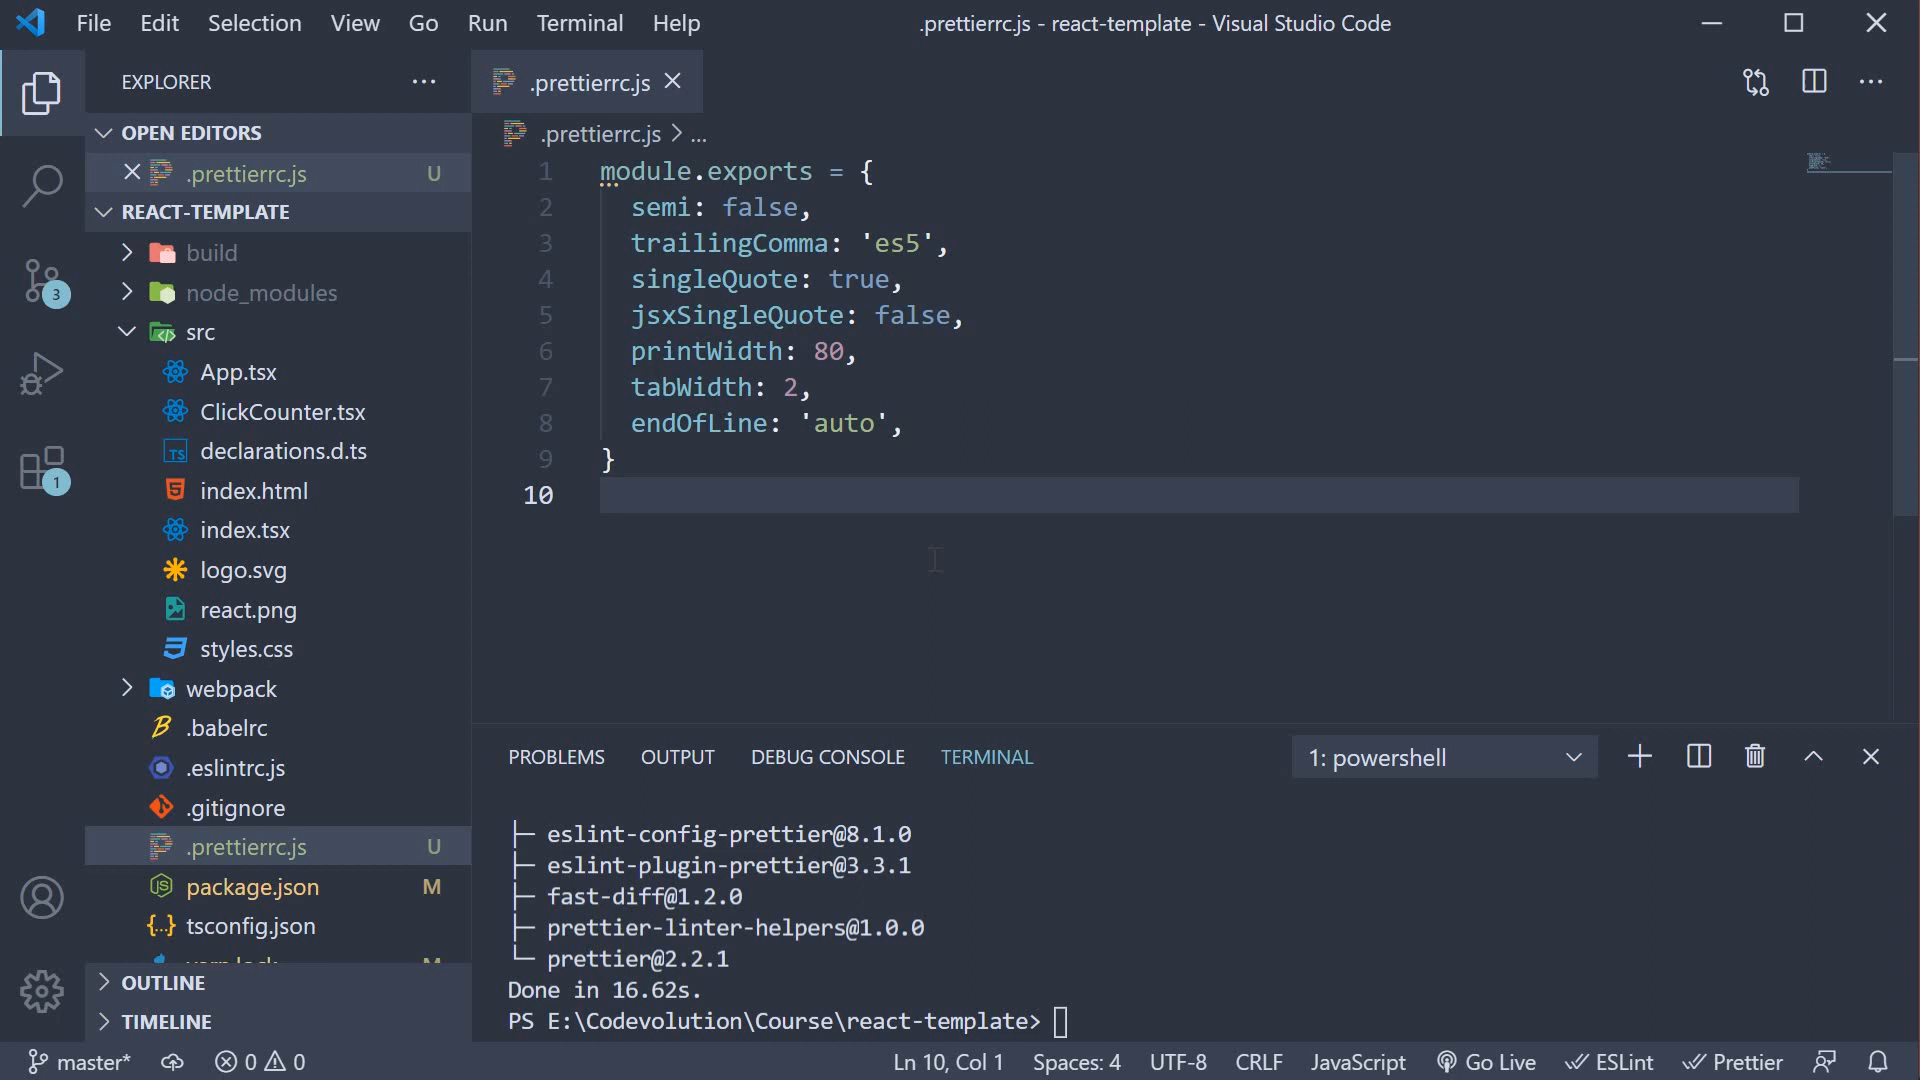 File Edit Selection View Go Run Terminal Help .prettierrc.js - react-template - Visual Studio Code
EXPLORER
OPEN EDITORS
.prettierrc.js U
REACT-TEMPLATE
build
node_modules
src
App.tsx
ClickCounter.tsx
TS declarations.d.ts
index.html
index.tsx
logo.svg
react.png
styles.css
webpack
.babelrc
.eslintrc.js
.gitignore
.prettierrc.js U
package.json M
tsconfig.json
yarn.lock M
OUTLINE
TIMELINE
3
1
.prettierrc.js
.prettierrc.js > ...
1 module.exports = {
2 semi: false,
3 trailingComma: 'es5',
4 singleQuote: true,
5 jsxSingleQuote: false,
6 printWidth: 80,
7 tabWidth: 2,
8 endOfLine: 'auto',
9 }
10
PROBLEMS OUTPUT DEBUG CONSOLE TERMINAL 1: powershell
├─ eslint-config-prettier@8.1.0
├─ eslint-plugin-prettier@3.3.1
├─ fast-diff@1.2.0
├─ prettier-linter-helpers@1.0.0
└─ prettier@2.2.1
Done in 16.62s.
PS E:\Codevolution\Course\react-template>
master* 0 0 Ln 10, Col 1 Spaces: 4 UTF-8 CRLF JavaScript Go Live ESLint Prettier